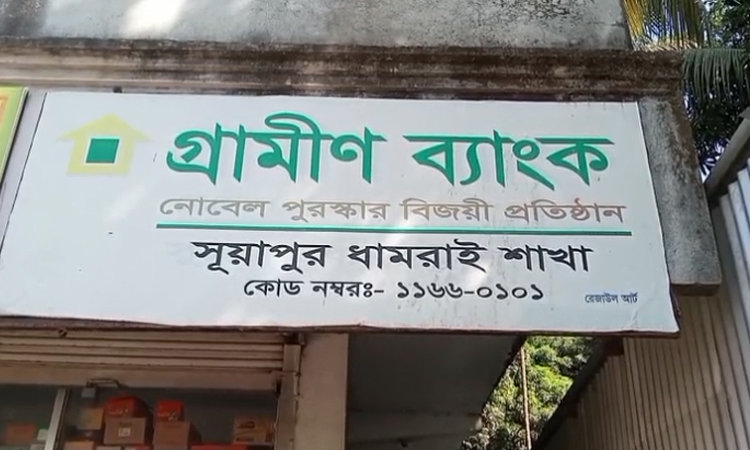 গ্রামীণ ব্যাংক
নোবেল পুরস্কার বিজয়ী প্রতিষ্ঠান
সূয়াপুর ধামরাই শাখা
কোড নম্বরঃ- ১১৬৬-০১০১
রেজাউল আর্ট